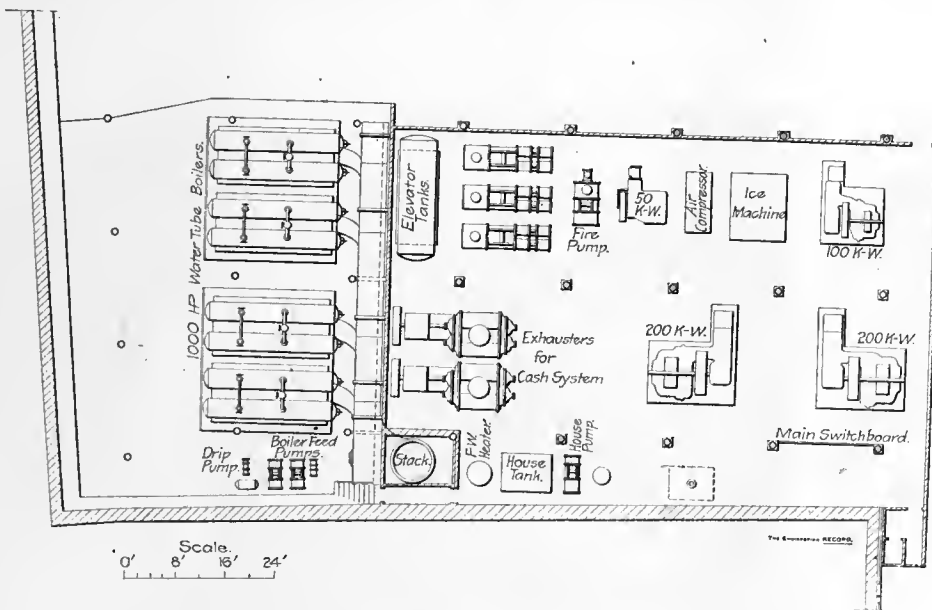 1000 HP Water Tube Boilers.
Elevator
Tanks.
Fire
Pump.
50
K-W.
Air
Compressor
Ice
Machine
100 K-W.
Exhausters
for
Cash System
200 K-W.
200 K-W.
Main Switchboard.
Drip
Pump.
Boiler Feed
Pumps.
Stack.
F.W.
Heater.
House
Tank.
House
Pump.
Scale.
0' 8' 16' 24'
THE ENGINEERING RECORD.